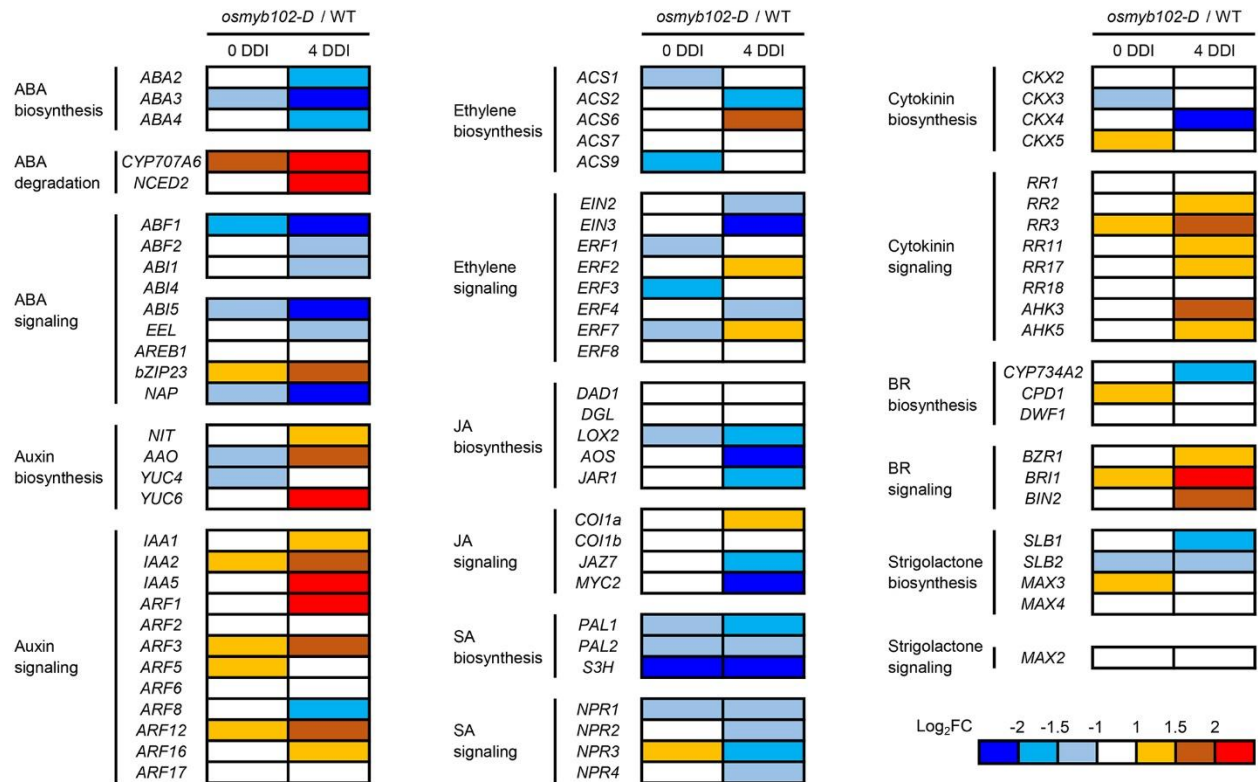 osmyb102-D / WT
0 DDI 4 DDI
ABA
biosynthesis
ABA2
ABA3
ABA4
ABA
degradation
CYP707A6
NCED2
ABA
signaling
ABF1
ABF2
ABI1
ABI4
ABI5
EEL
AREB1
bZIP23
NAP
Auxin
biosynthesis
NIT
AAO
YUC4
YUC6
Auxin
signaling
IAA1
IAA2
IAA5
ARF1
ARF2
ARF3
ARF5
ARF6
ARF8
ARF12
ARF16
ARF17
osmyb102-D / WT
0 DDI 4 DDI
Ethylene
biosynthesis
ACS1
ACS2
ACS6
ACS7
ACS9
Ethylene
signaling
EIN2
EIN3
ERF1
ERF2
ERF3
ERF4
ERF7
ERF8
JA
biosynthesis
DAD1
DGL
LOX2
AOS
JAR1
JA
signaling
COI1a
COI1b
JAZ7
MYC2
SA
biosynthesis
PAL1
PAL2
S3H
SA
signaling
NPR1
NPR2
NPR3
NPR4
osmyb102-D / WT
0 DDI 4 DDI
Cytokinin
biosynthesis
CKX2
CKX3
CKX4
CKX5
Cytokinin
signaling
RR1
RR2
RR3
RR11
RR17
RR18
AHK3
AHK5
BR
biosynthesis
CYP734A2
CPD1
DWF1
BR
signaling
BZR1
BRI1
BIN2
Strigolactone
biosynthesis
SLB1
SLB2
MAX3
MAX4
Strigolactone
signaling
MAX2
Log2FC -2 -1.5 -1 1 1.5 2